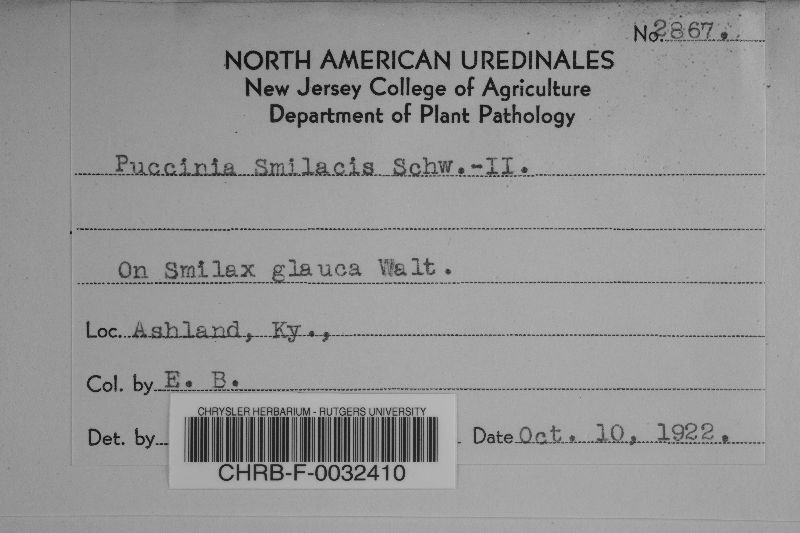 No. 2867.
NORTH AMERICAN UREDINALES
New Jersey College of Agriculture
Department of Plant Pathology
Puccinia Smilacis Schw.-II.
On Smilax glauca Walt.
Loc. Ashland, Ky.,
Col. by E. B.
Det. by Date Oct. 10, 1922.
CHRYSLER HERBARIUM - RUTGERS UNIVERSITY
CHRB-F-0032410